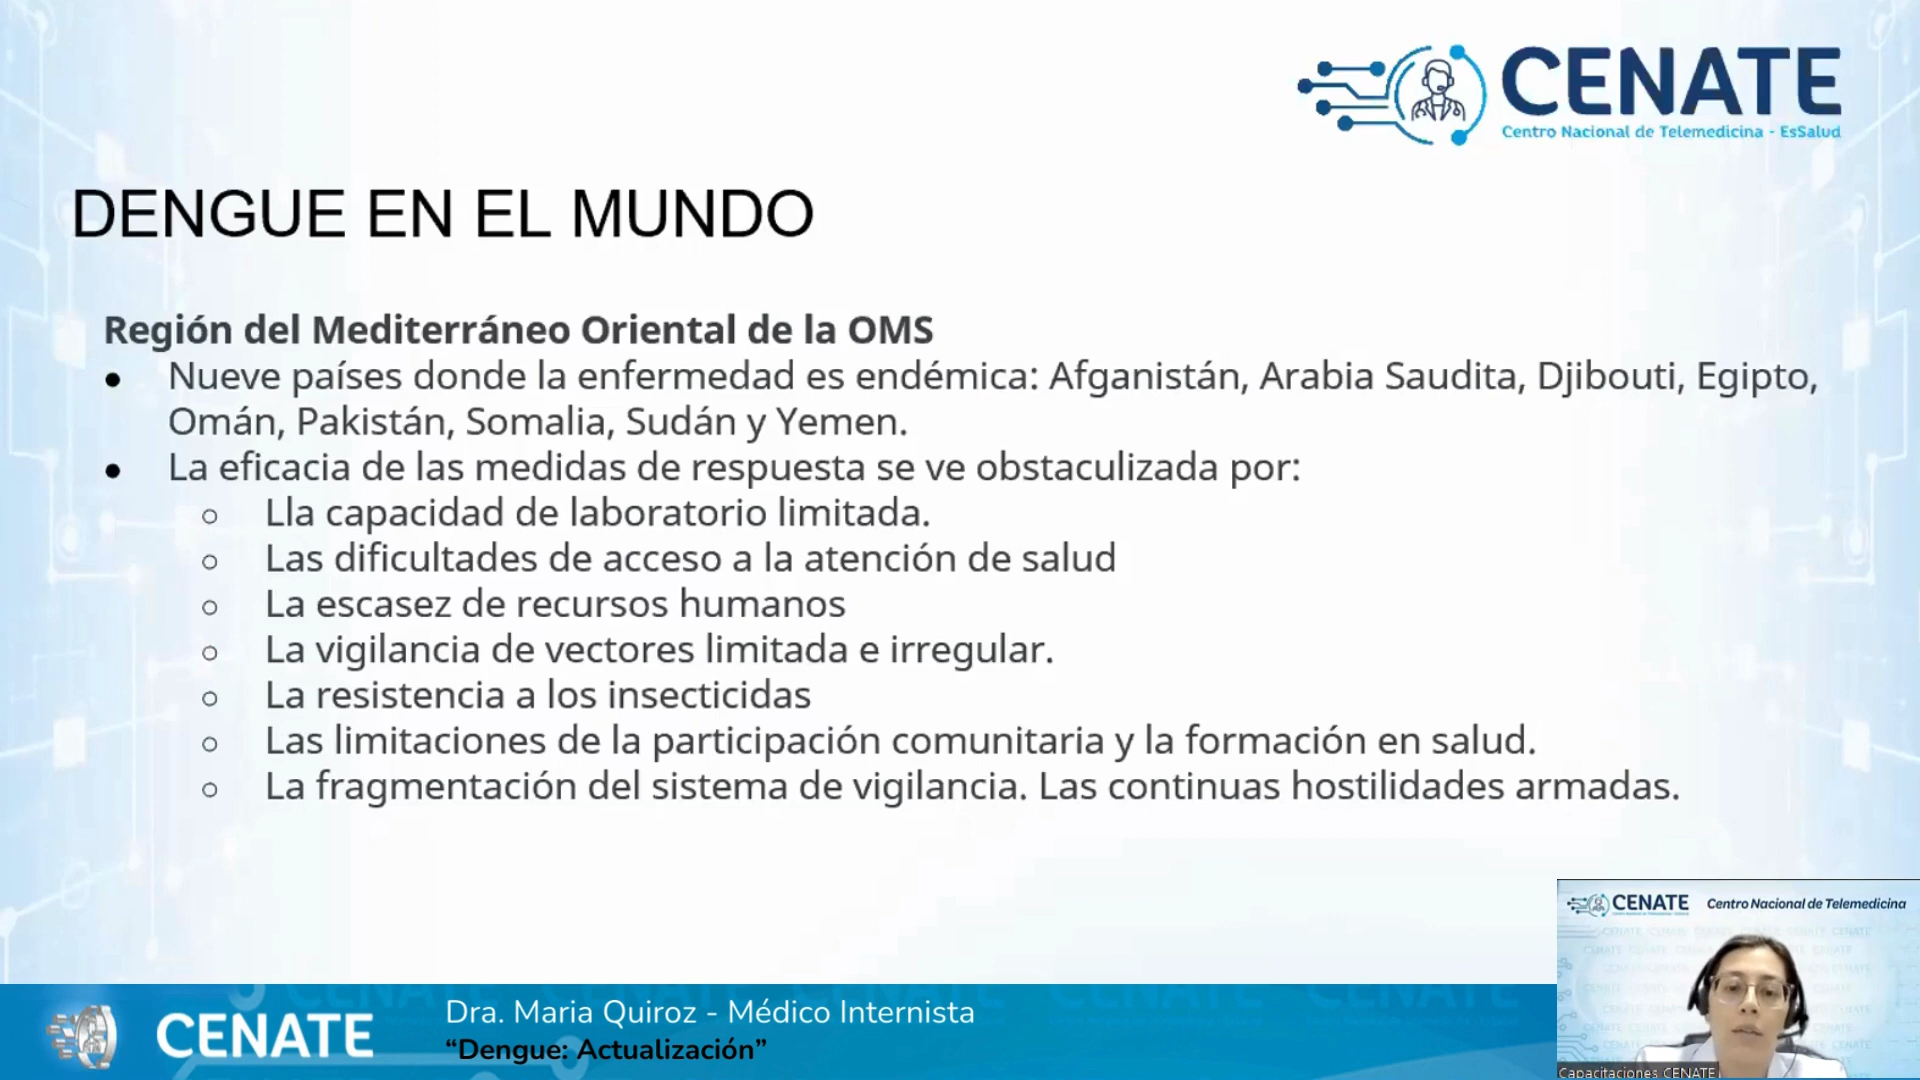 CENATE
Centro Nacional de Telemedicina - EsSalud
DENGUE EN EL MUNDO
Región del Mediterráneo Oriental de la OMS
● Nueve países donde la enfermedad es endémica: Afganistán, Arabia Saudita, Djibouti, Egipto,
Omán, Pakistán, Somalia, Sudán y Yemen.
● La eficacia de las medidas de respuesta se ve obstaculizada por:
○ Lla capacidad de laboratorio limitada.
○ Las dificultades de acceso a la atención de salud
○ La escasez de recursos humanos
○ La vigilancia de vectores limitada e irregular.
○ La resistencia a los insecticidas
○ Las limitaciones de la participación comunitaria y la formación en salud.
○ La fragmentación del sistema de vigilancia. Las continuas hostilidades armadas.
CENATE Centro Nacional de Telemedicina
CENATE
Dra. Maria Quiroz - Médico Internista
“Dengue: Actualización”
Capacitaciones CENATE